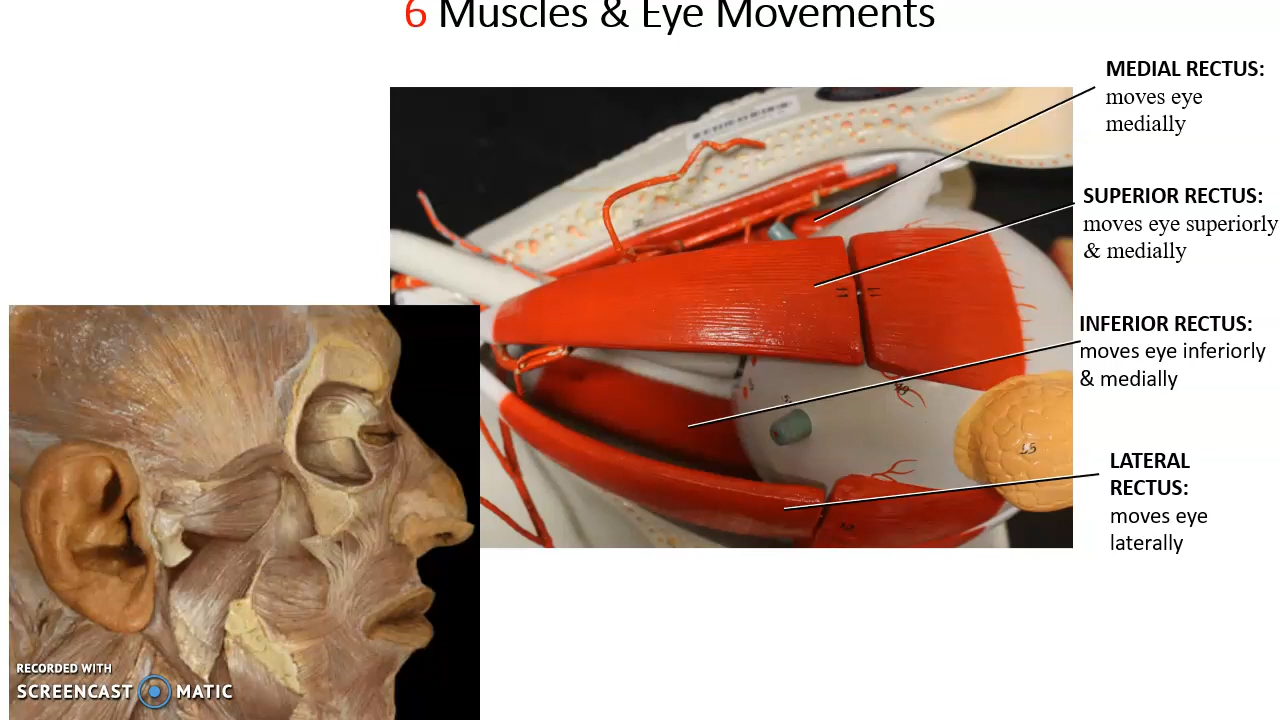 6 Muscles & Eye Movements
MEDIAL RECTUS:
moves eye
medially
SUPERIOR RECTUS:
moves eye superiorly
& medially
INFERIOR RECTUS:
moves eye inferiorly
& medially
LATERAL
RECTUS:
moves eye
laterally
RECORDED WITH
SCREENCAST MATIC